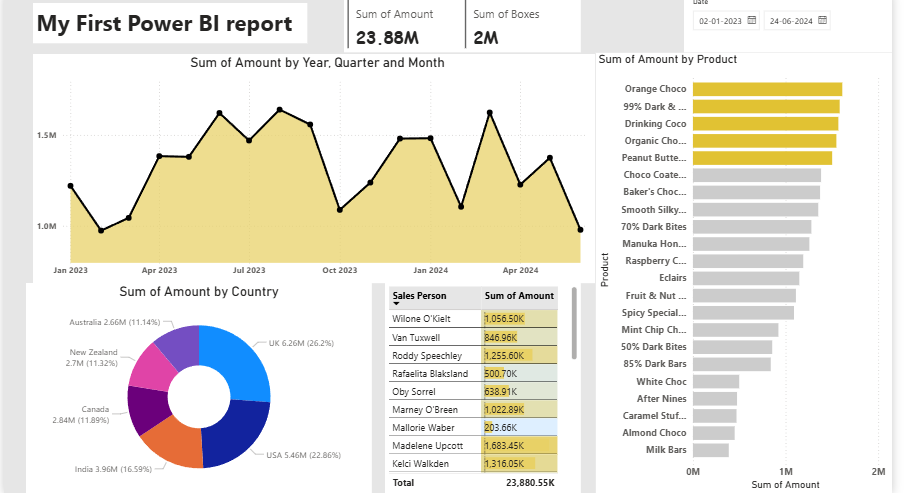 My First Power BI report
Sum of Amount
23.88M
Sum of Boxes
2M
Date
02-01-2023
24-06-2024
Sum of Amount by Year, Quarter and Month
1.5M
1.0M
Jan 2023
Apr 2023
Jul 2023
Oct 2023
Jan 2024
Apr 2024
Sum of Amount by Product
Product
Orange Choco
99% Dark & ...
Drinking Coco
Organic Cho...
Peanut Butte...
Choco Coate...
Baker's Choc...
Smooth Silky...
70% Dark Bites
Manuka Hon...
Raspberry C...
Eclairs
Fruit & Nut ...
Spicy Special...
Mint Chip Ch...
50% Dark Bites
85% Dark Bars
White Choc
After Nines
Caramel Stuf...
Almond Choco
Milk Bars
0M
1M
2M
Sum of Amount
Sum of Amount by Country
Australia 2.66M (11.14%)
New Zealand
2.7M (11.32%)
Canada
2.84M (11.89%)
India 3.96M (16.59%)
UK 6.26M (26.2%)
USA 5.46M (22.86%)
Sales Person Sum of Amount
Wilone O'Kielt 1,056.50K
Van Tuxwell 846.96K
Roddy Speechley 1,255.60K
Rafaelita Blaksland 500.70K
Oby Sorrel 638.91K
Marney O'Breen 1,022.89K
Mallorie Waber 203.66K
Madelene Upcott 1,683.45K
Kelci Walkden 1,316.05K
Total 23,880.55K